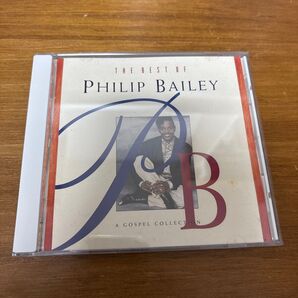 THE BEST OF
PHILIP BAILEY
PB
A GOSPEL COLLECTION